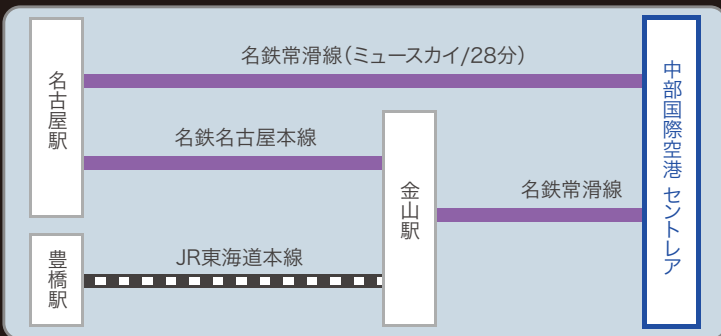 名鉄常滑線（ミュースカイ/28分）
名古屋駅
名鉄名古屋本線
金山駅
名鉄常滑線
中部国際空港 セントレア
JR東海道本線
豊橋駅